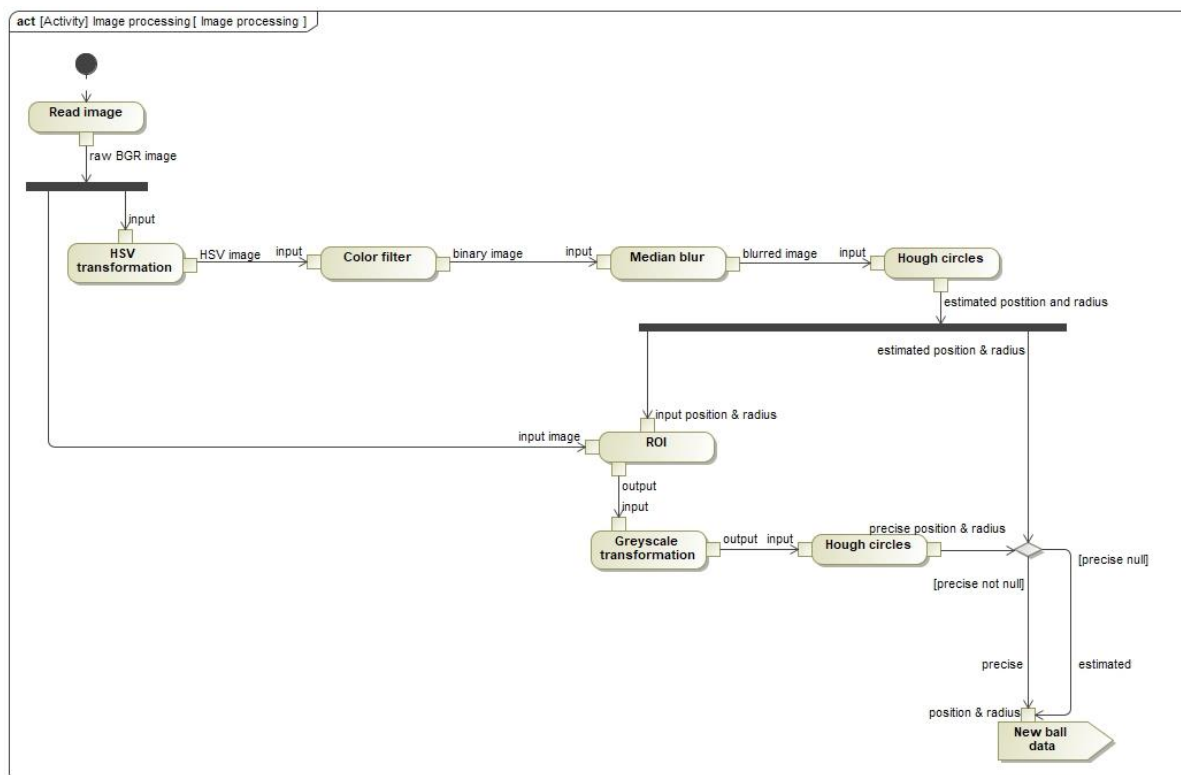 act [Activity] Image processing [ Image processing ]
Read image
raw BGR image
input
HSV
transformation
HSV image
input
Color filter
binary image
input
Median blur
blurred image
input
Hough circles
estimated postition and radius
estimated position & radius
input position & radius
input image
ROI
output
input
Greyscale
transformation
output
input
Hough circles
precise position & radius
[precise null]
[precise not null]
precise
estimated
position & radius
New ball
data